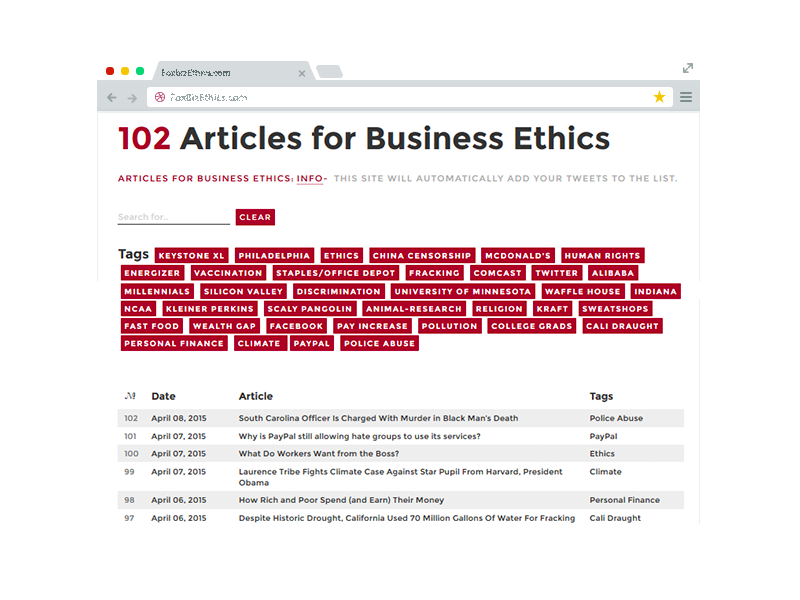 FoxBizEthics.com
FoxBizEthics.com
102 Articles for Business Ethics
ARTICLES FOR BUSINESS ETHICS: INFO- THIS SITE WILL AUTOMATICALLY ADD YOUR TWEETS TO THE LIST.
Search for.. CLEAR
Tags KEYSTONE XL PHILADELPHIA ETHICS CHINA CENSORSHIP MCDONALD'S HUMAN RIGHTS
ENERGIZER VACCINATION STAPLES/OFFICE DEPOT FRACKING COMCAST TWITTER ALIBABA
MILLENNIALS SILICON VALLEY DISCRIMINATION UNIVERSITY OF MINNESOTA WAFFLE HOUSE INDIANA
NCAA KLEINER PERKINS SCALY PANGOLIN ANIMAL-RESEARCH RELIGION KRAFT SWEATSHOPS
FAST FOOD WEALTH GAP FACEBOOK PAY INCREASE POLLUTION COLLEGE GRADS CALI DRAUGHT
PERSONAL FINANCE CLIMATE PAYPAL POLICE ABUSE
Date Article Tags
102 April 08, 2015 South Carolina Officer Is Charged With Murder in Black Man's Death Police Abuse
101 April 07, 2015 Why is PayPal still allowing hate groups to use its services? PayPal
100 April 07, 2015 What Do Workers Want from the Boss? Ethics
99 April 07, 2015 Laurence Tribe Fights Climate Case Against Star Pupil From Harvard, President Climate
Obama
98 April 06, 2015 How Rich and Poor Spend (and Earn) Their Money Personal Finance
97 April 06, 2015 Despite Historic Drought, California Used 70 Million Gallons Of Water For Fracking Cali Draught